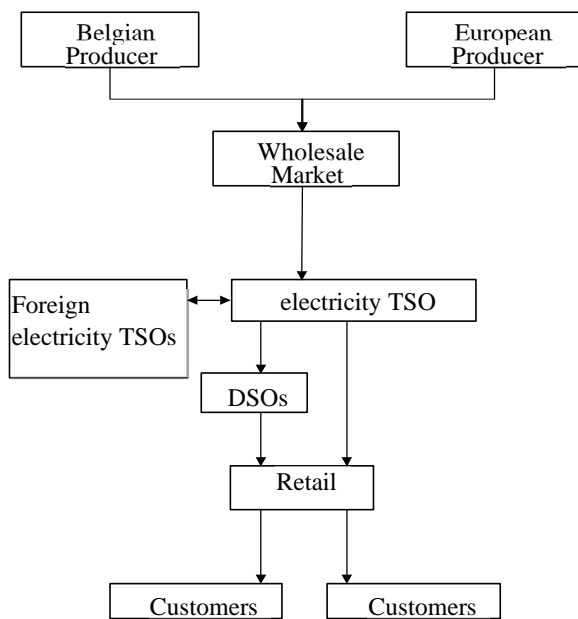 Belgian
Producer
European
Producer
Wholesale
Market
Foreign
electricity TSOs
electricity TSO
DSOs
Retail
Customers
Customers